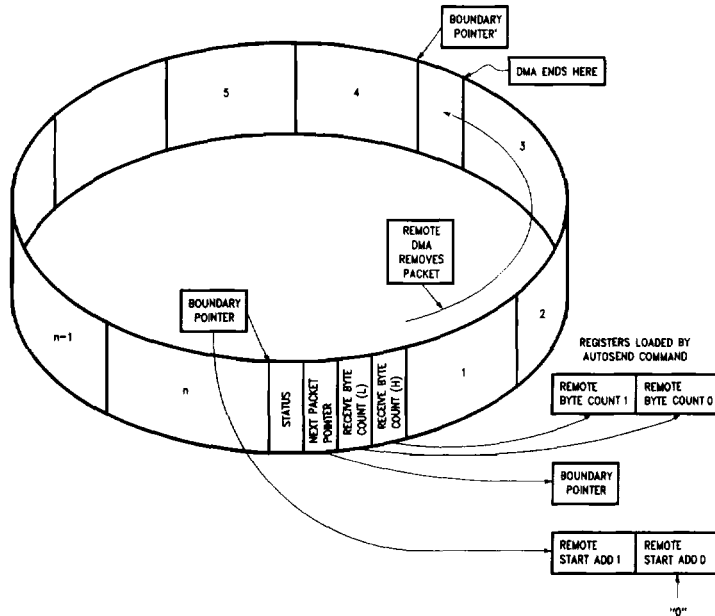 BOUNDARY
POINTER'
DMA ENDS HERE
5
4
3
REMOTE
DMA
REMOVES
PACKET
BOUNDARY
POINTER
2
n-1
n
STATUS
NEXT PACKET
POINTER
RECEIVE BYTE
COUNT (L)
RECEIVE BYTE
COUNT (H)
1
REGISTERS LOADED BY
AUTOSEND COMMAND
REMOTE
BYTE COUNT 1
REMOTE
BYTE COUNT 0
BOUNDARY
POINTER
REMOTE
START ADD 1
REMOTE
START ADD 0
"0"